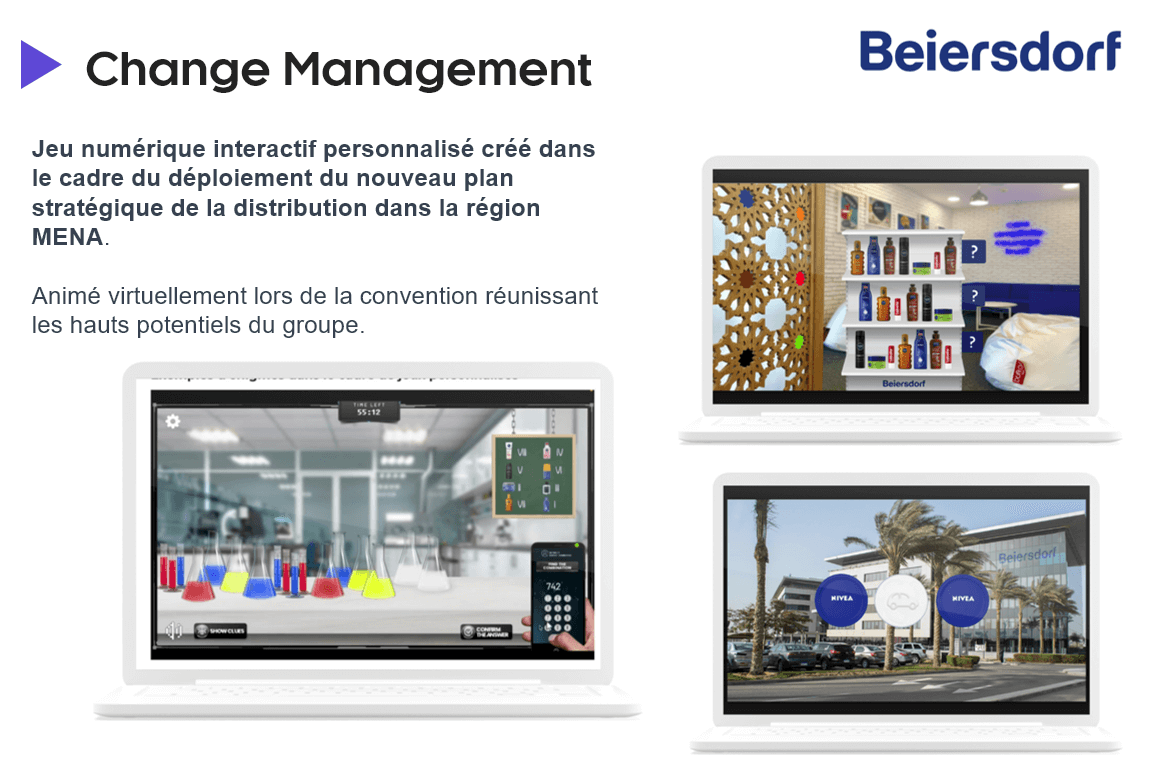 Change Management
Beiersdorf
Jeu numérique interactif personnalisé créé dans
le cadre du déploiement du nouveau plan
stratégique de la distribution dans la région
MENA.
Animé virtuellement lors de la convention réunissant
les hauts potentiels du groupe.
?
?
?
Beiersdorf
TIME LEFT
55:12
VIII
IV
V
VI
II
II
VII
I
FIND THE
COMBINATION
742
SHOW CLUES
CONFIRM
THE ANSWER
Beiersdorf
NIVEA
NIVEA